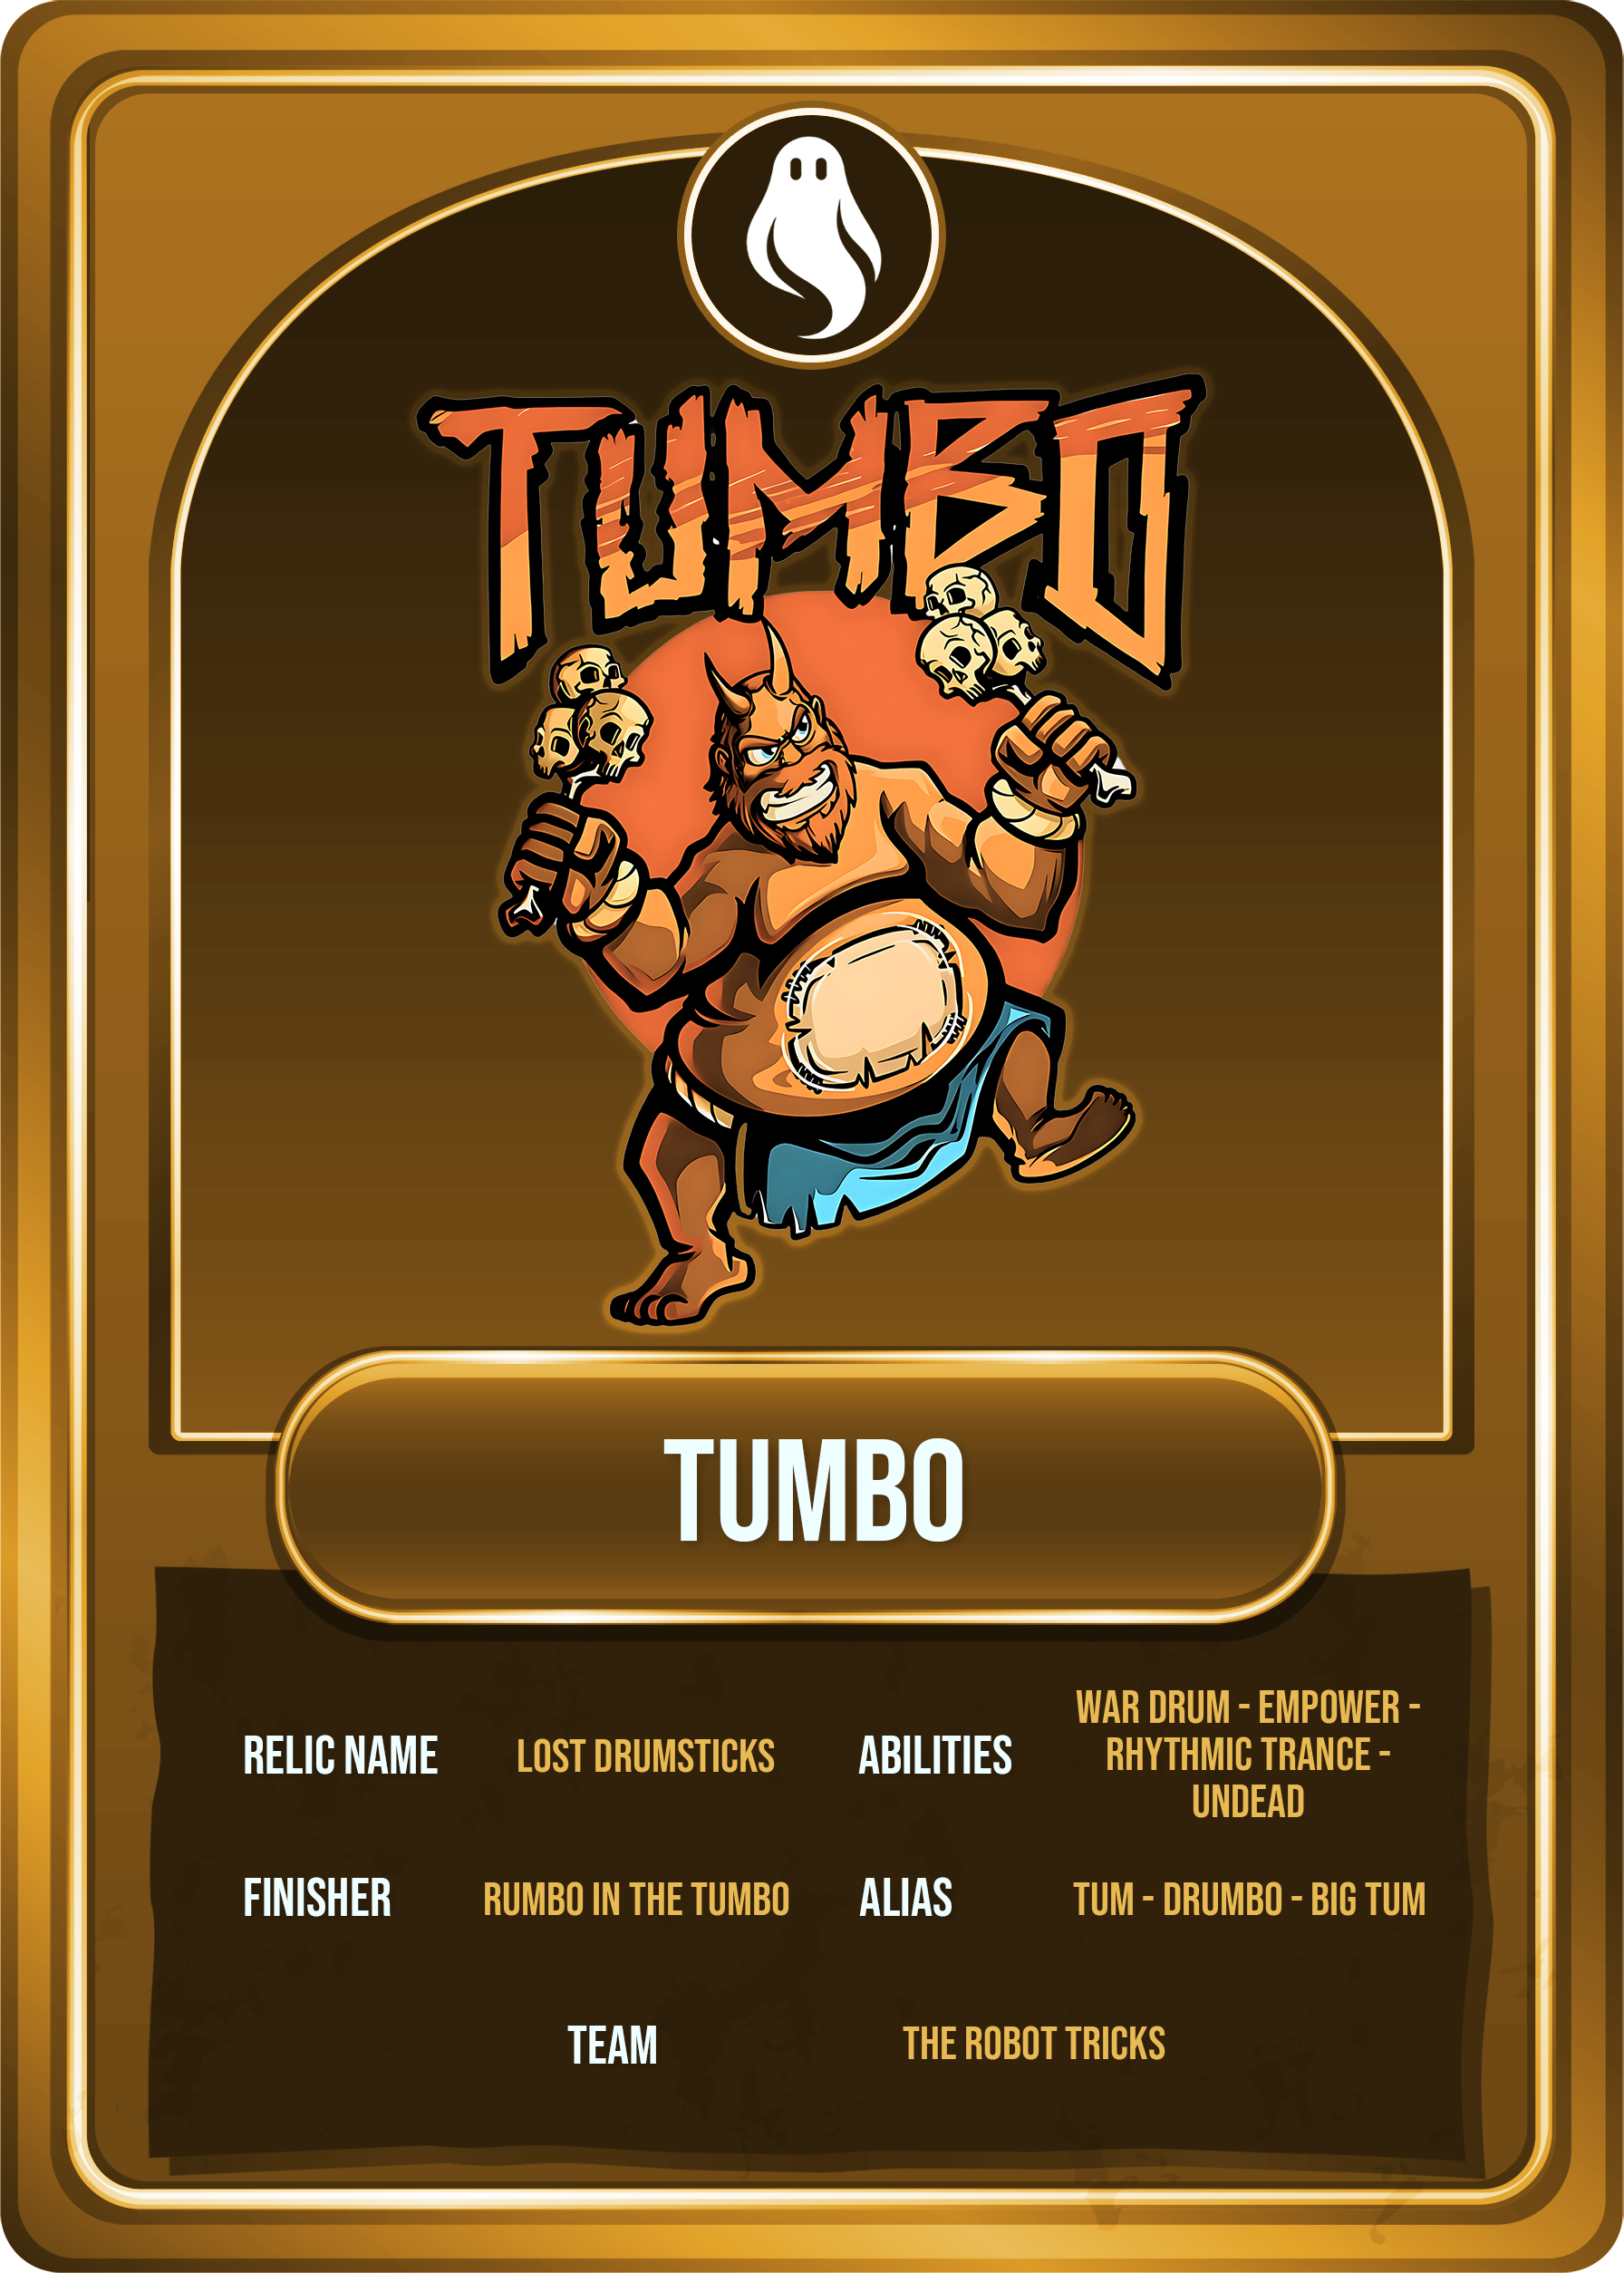 TUMBO
TUMBO
RELIC NAME
LOST DRUMSTICKS
ABILITIES
WAR DRUM - EMPOWER -
RHYTHMIC TRANCE -
UNDEAD
FINISHER
RUMBO IN THE TUMBO
ALIAS
TUM - DRUMBO - BIG TUM
TEAM
THE ROBOT TRICKS